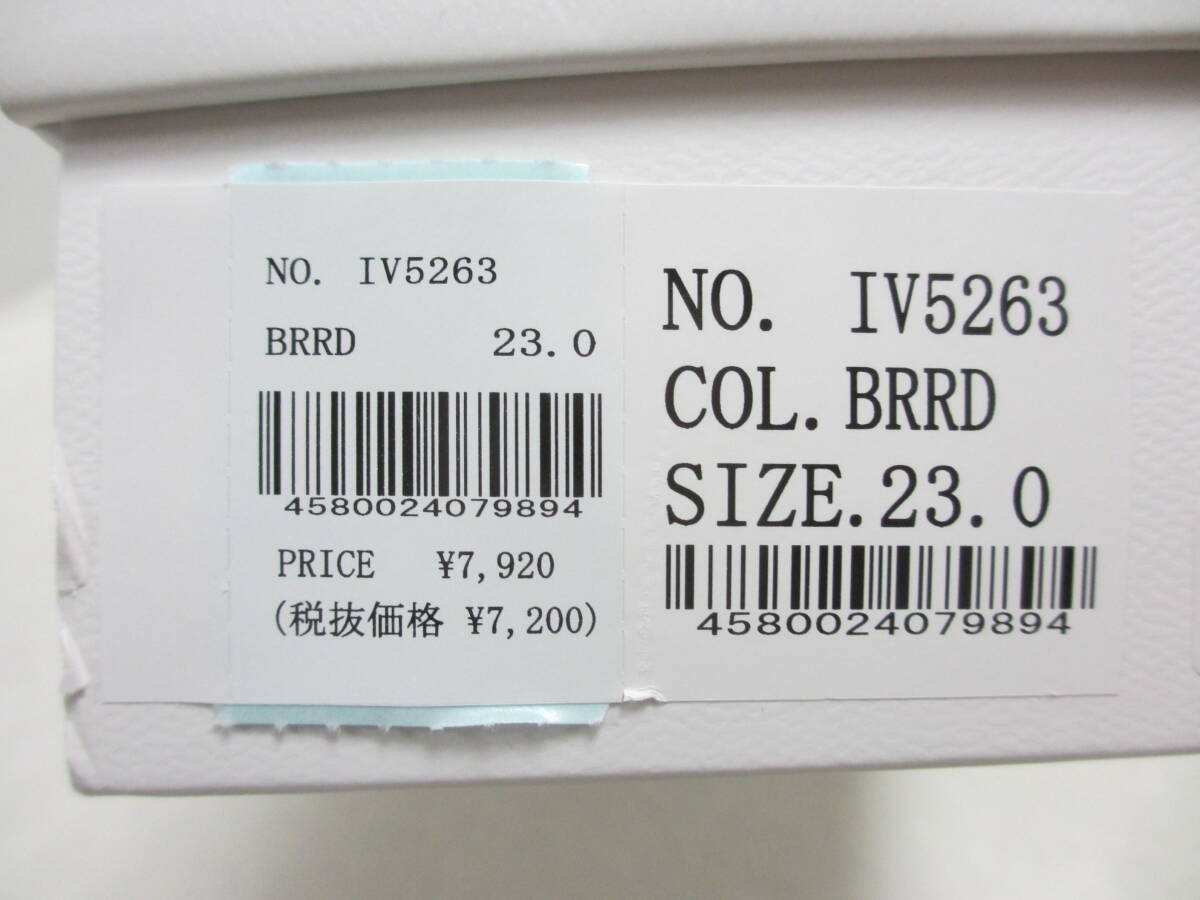 NO. IV5263
BRRD 23.0
4580024079894
PRICE ¥7,920
(税抜価格 ¥7,200)
NO. IV5263
COL. BRRD
SIZE. 23.0
4580024079894